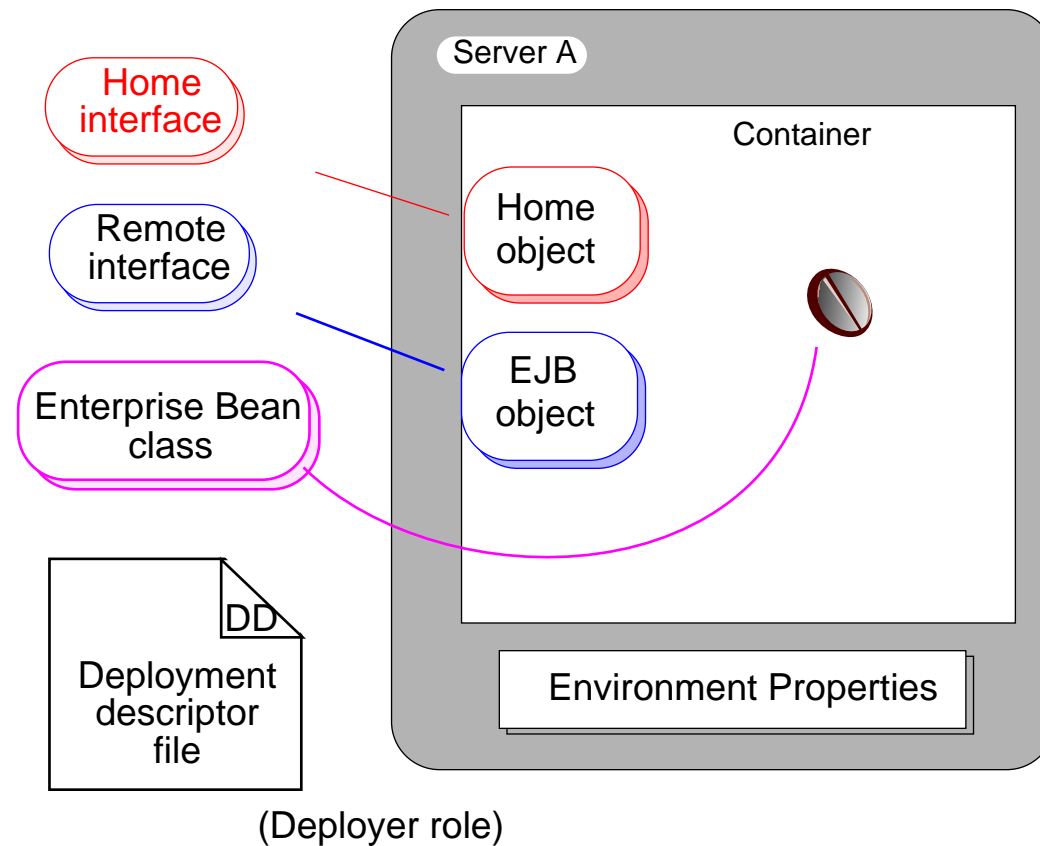 Server A
Home
interface
Container
Home
object
Remote
interface
EJB
object
Enterprise Bean
class
DD
Deployment
descriptor
file
Environment Properties
(Deployer role)